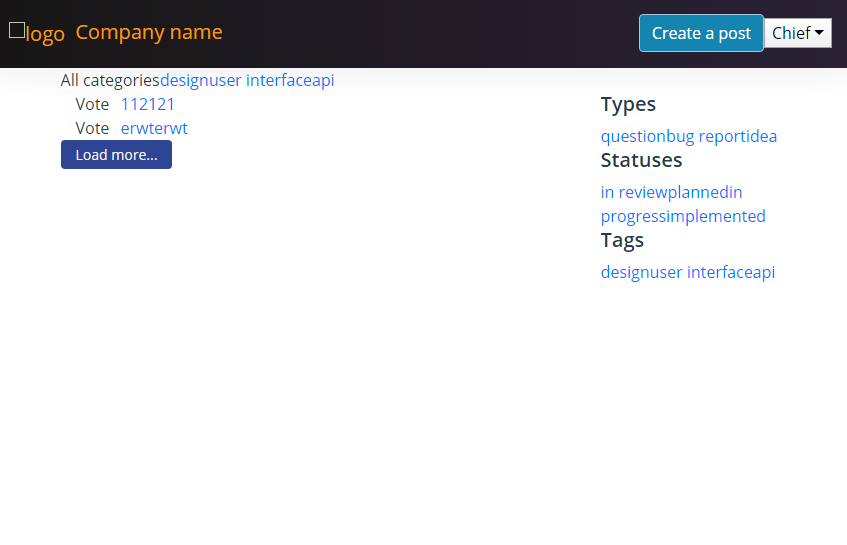 logo Company name
Create a post Chief
All categoriesdesignuser interfaceapi
Vote 112121
Vote erwterwt
Load more...
Types
questionbug reportidea
Statuses
in reviewplannedin
progressimplemented
Tags
designuser interfaceapi